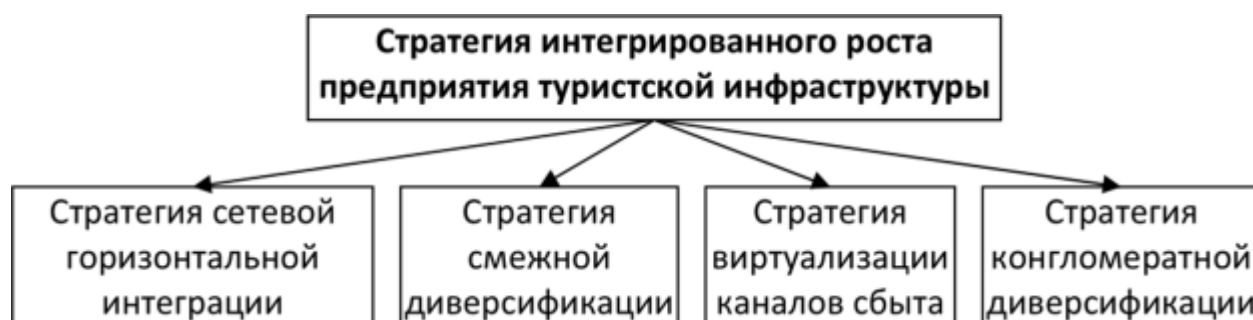 Стратегия интегрированного роста
предприятия туристской инфраструктуры
Стратегия сетевой
горизонтальной
интеграции
Стратегия
смежной
диверсификации
Стратегия
виртуализации
каналов сбыта
Стратегия
конгломератной
диверсификации